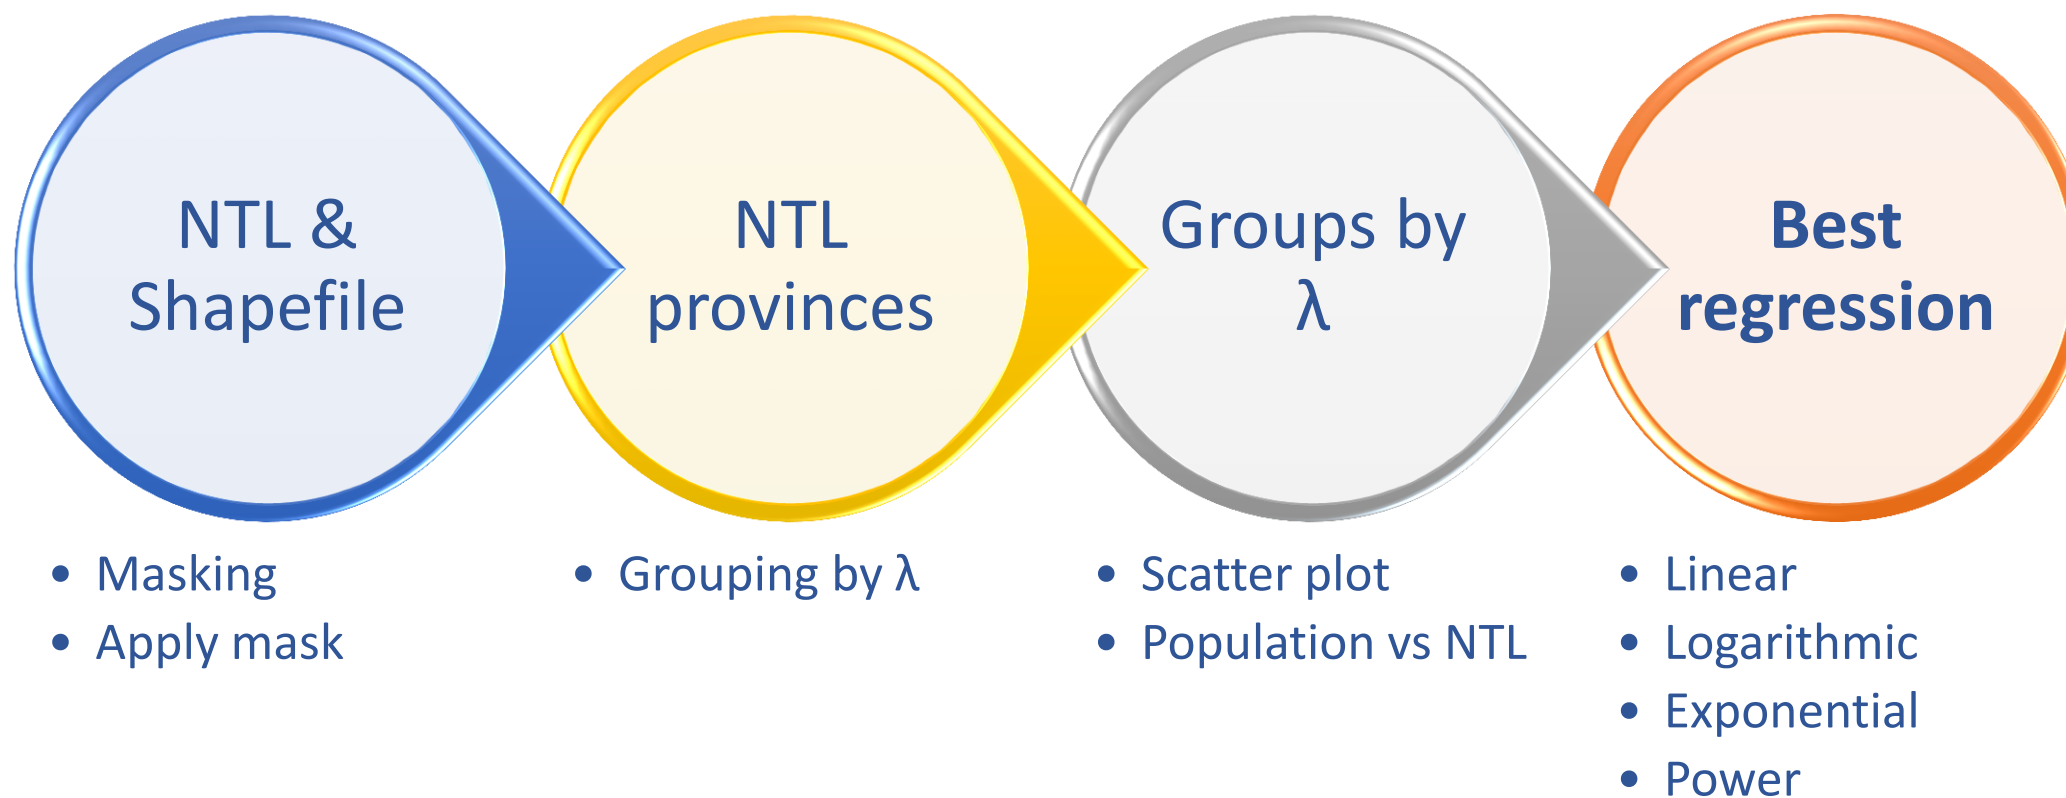 NTL &
Shapefile
• Masking
• Apply mask
NTL
provinces
• Grouping by λ
Groups by
λ
• Scatter plot
• Population vs NTL
Best
regression
• Linear
• Logarithmic
• Exponential
• Power